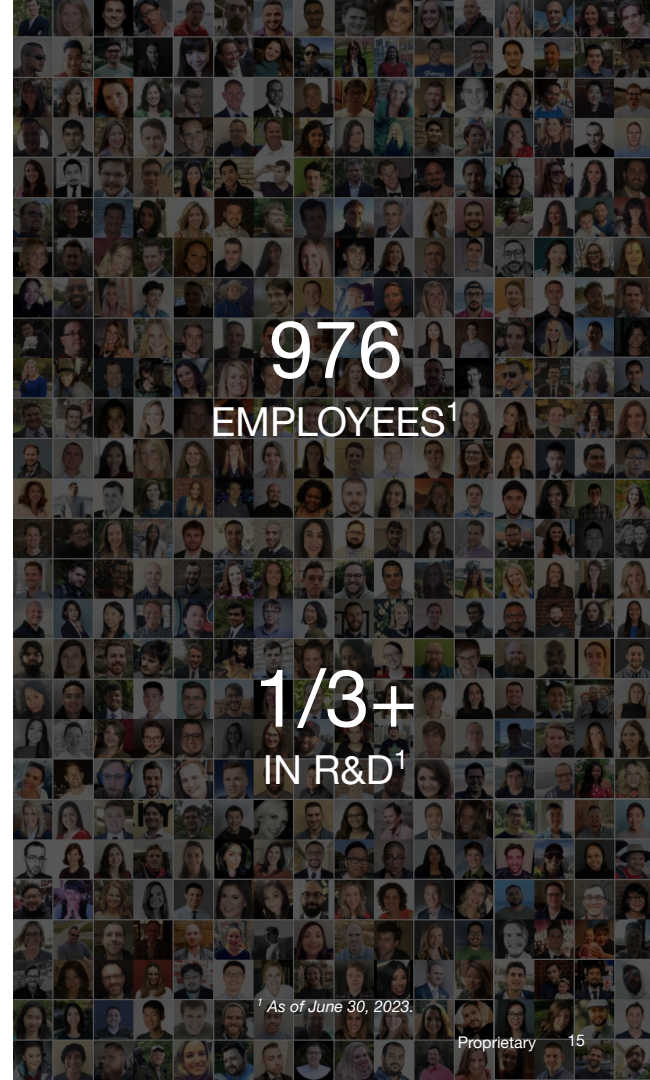 976
EMPLOYEES¹
1/3+
IN R&D¹
¹ As of June 30, 2023.
Proprietary 15